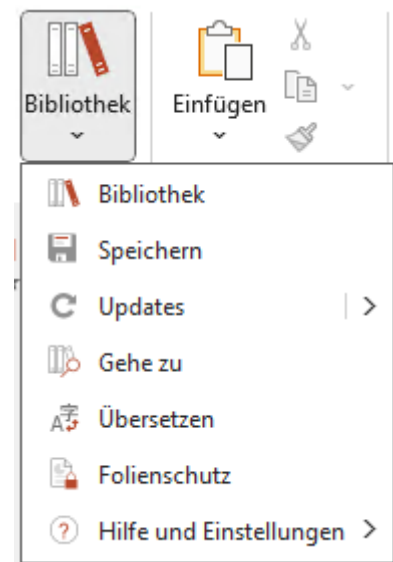 Bibliothek
Einfügen
Bibliothek
Speichern
Updates
Gehe zu
Übersetzen
Folienschutz
Hilfe und Einstellungen